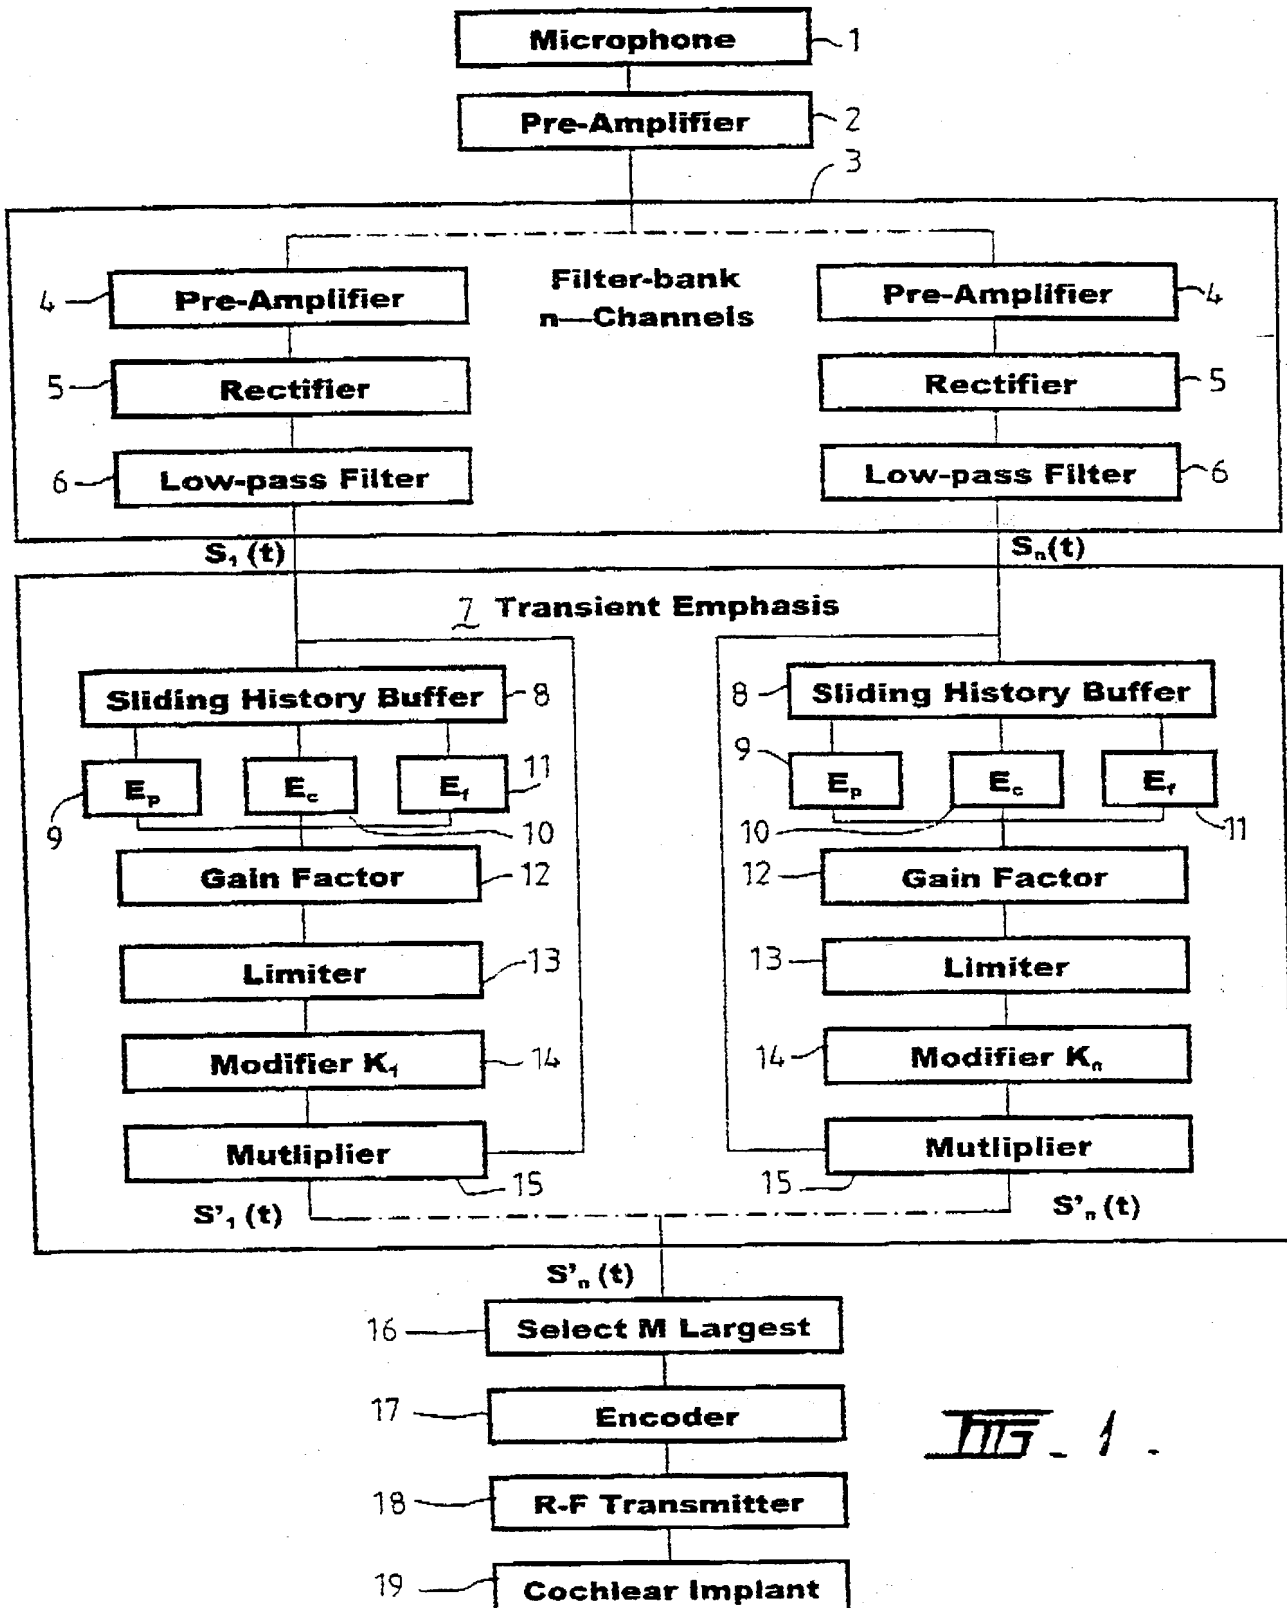 Microphone 1
Pre-Amplifier 2
3
Filter-bank
n—Channels
4 Pre-Amplifier
Pre-Amplifier 4
5 Rectifier
Rectifier 5
6 Low-pass Filter
Low-pass Filter 6
S₁(t)
Sₙ(t)
7 Transient Emphasis
Sliding History Buffer 8
8 Sliding History Buffer
9 Eₚ E꜀ 10 E_f 11
9 Eₚ 10 E꜀ E_f 11
Gain Factor 12
12 Gain Factor
Limiter 13
13 Limiter
Modifier K₁ 14
14 Modifier Kₙ
Mutliplier 15
15 Mutliplier
S'₁(t)
S'ₙ(t)
S'ₙ(t)
16 Select M Largest
17 Encoder
18 R-F Transmitter
19 Cochlear Implant
FIG - 1 -